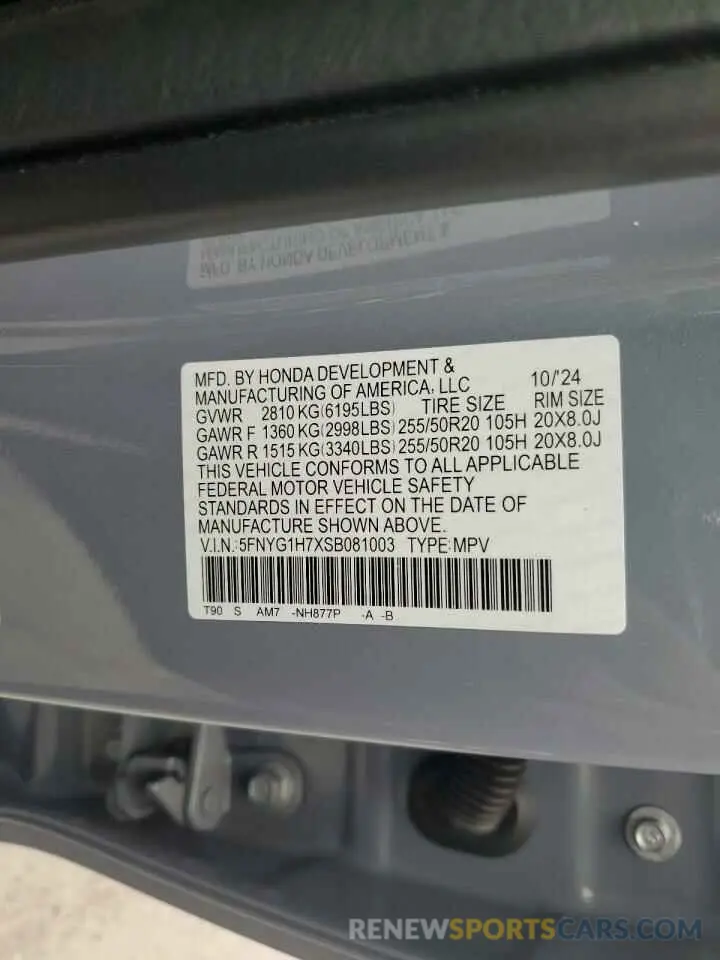 MFD. BY HONDA DEVELOPMENT &
MANUFACTURING OF AMERICA, LLC 10/'24
GVWR 2810 KG(6195LBS) TIRE SIZE RIM SIZE
GAWR F 1360 KG(2998LBS) 255/50R20 105H 20X8.0J
GAWR R 1515 KG(3340LBS) 255/50R20 105H 20X8.0J
THIS VEHICLE CONFORMS TO ALL APPLICABLE
FEDERAL MOTOR VEHICLE SAFETY
STANDARDS IN EFFECT ON THE DATE OF
MANUFACTURE SHOWN ABOVE.
V.I.N.:5FNYG1H7XSB081003 TYPE:MPV
T90 S AM7 -NH877P -A -B
RENEWSPORTSCARS.COM